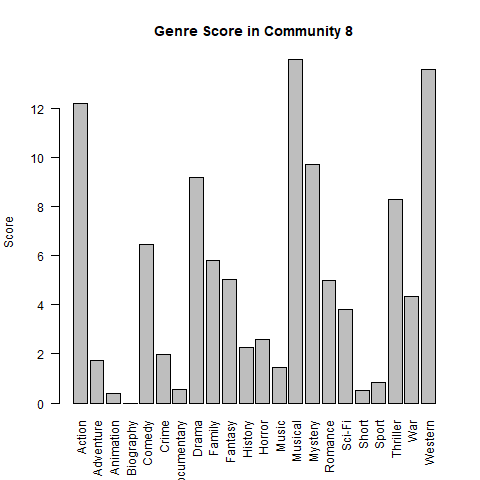 Genre Score in Community 8
Score
12
10
8
6
4
2
0
Action
Adventure
Animation
Biography
Comedy
Crime
ocumentary
Drama
Family
Fantasy
History
Horror
Music
Musical
Mystery
Romance
Sci-Fi
Short
Sport
Thriller
War
Western